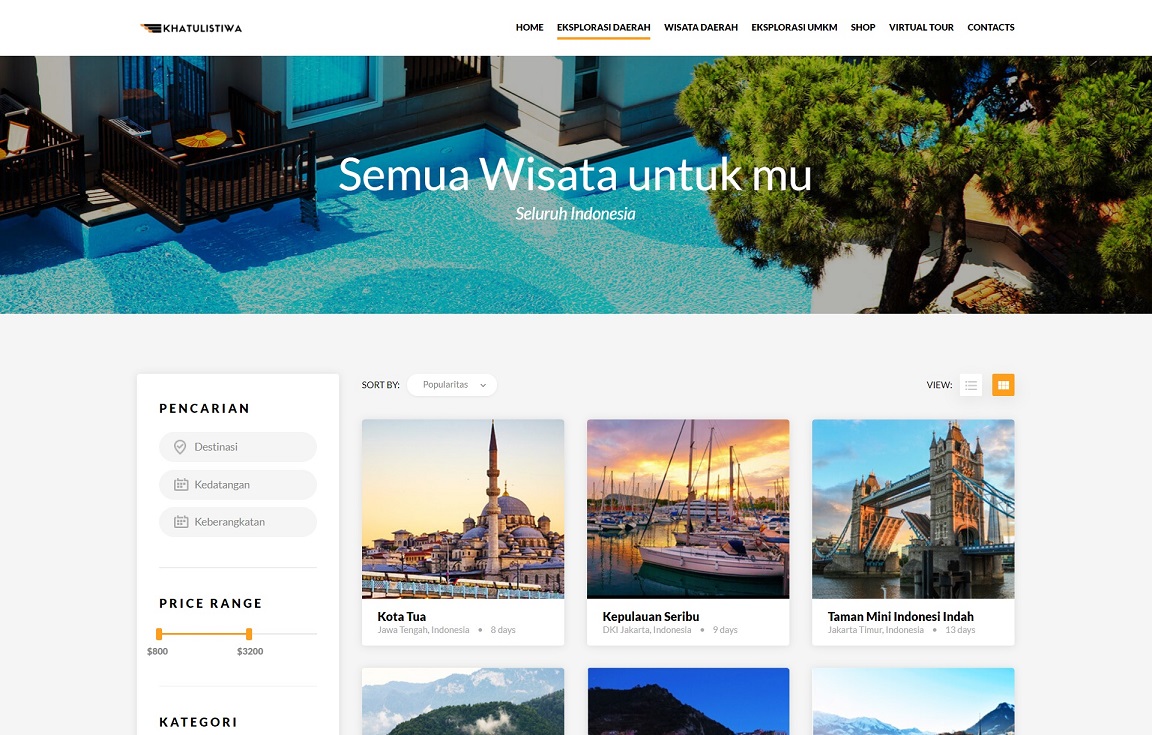 KHATULISTIWA
HOME EKSPLORASI DAERAH WISATA DAERAH EKSPLORASI UMKM SHOP VIRTUAL TOUR CONTACTS
Semua Wisata untuk mu
Seluruh Indonesia
PENCARIAN
Destinasi
Kedatangan
Keberangkatan
PRICE RANGE
$800 $3200
KATEGORI
SORT BY: Popularitas
VIEW:
Kota Tua
Jawa Tengah, Indonesia • 8 days
Kepulauan Seribu
DKI Jakarta, Indonesia • 9 days
Taman Mini Indonesi Indah
Jakarta Timur, Indonesia • 13 days